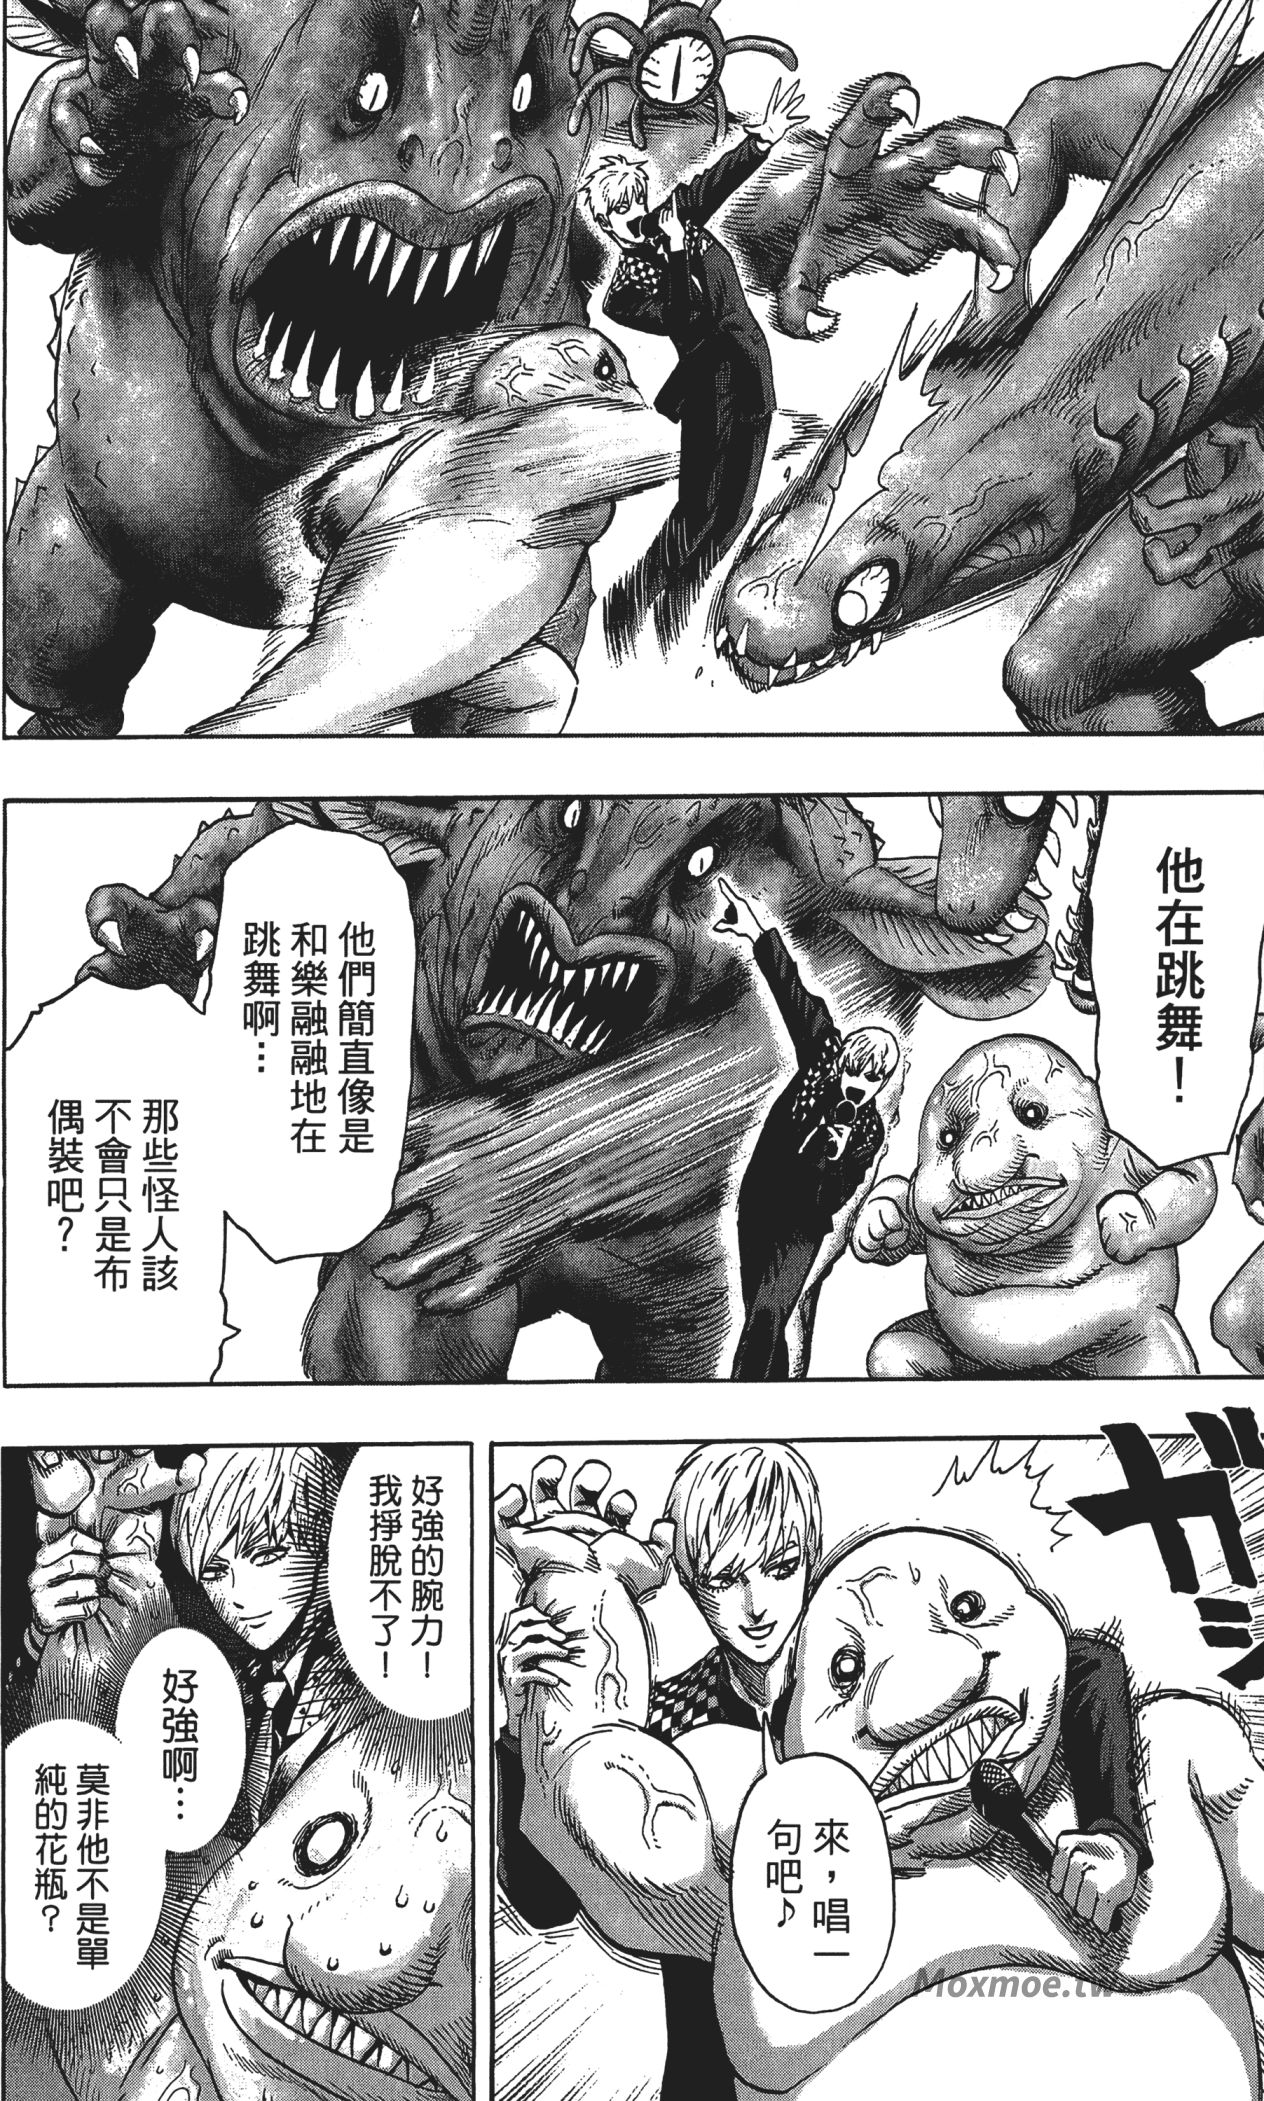 他在跳舞！
他們簡直像是
和樂融融地在
跳舞啊…
那些怪人該
不會只是布
偶裝吧？
來，唱一
句吧♪
好強的腕力！
我掙脫不了！
好強啊…
莫非他不是單
純的花瓶？
Moxmoe.tw